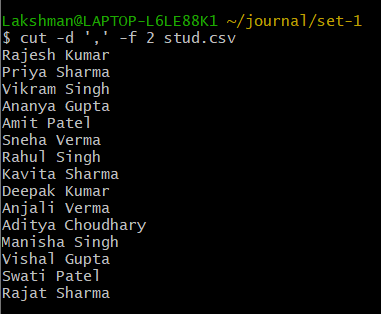 Lakshman@LAPTOP-L6LE88K1 ~/journal/set-1
$ cut -d ',' -f 2 stud.csv
Rajesh Kumar
Priya Sharma
Vikram Singh
Ananya Gupta
Amit Patel
Sneha Verma
Rahul Singh
Kavita Sharma
Deepak Kumar
Anjali Verma
Aditya Choudhary
Manisha Singh
Vishal Gupta
Swati Patel
Rajat Sharma